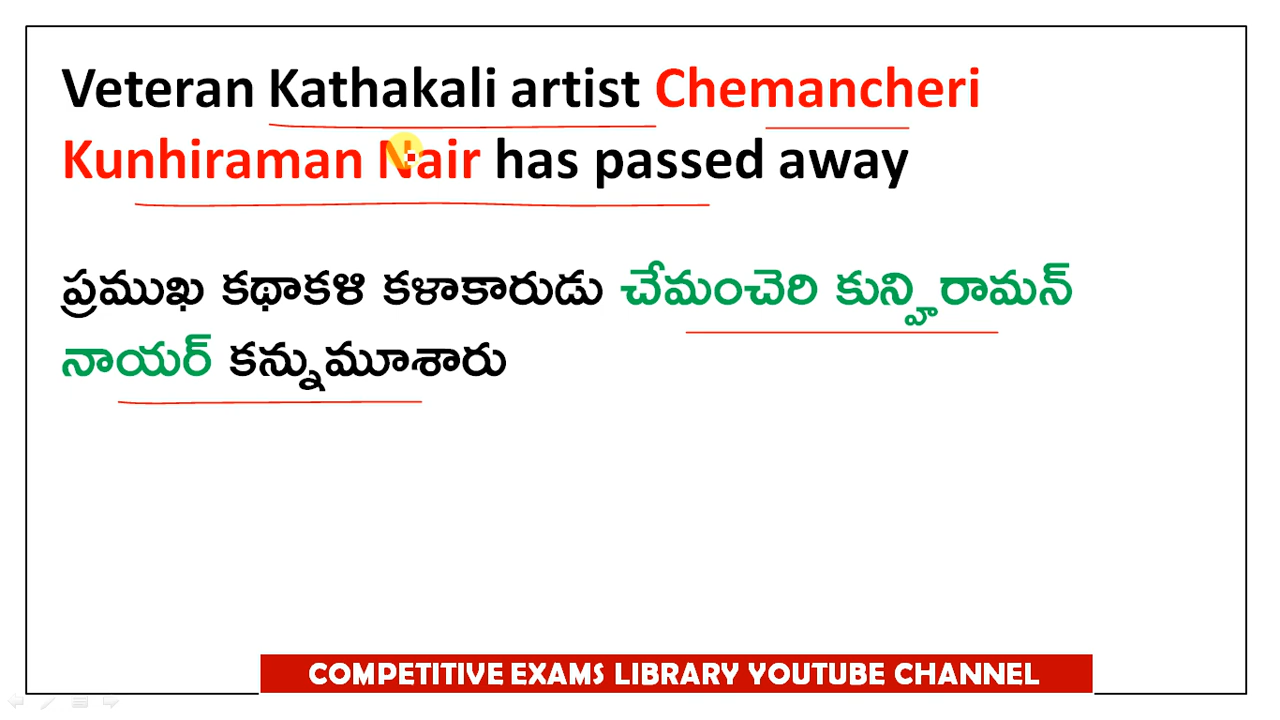 Veteran Kathakali artist Chemancheri
Kunhiraman Nair has passed away
ప్రముఖ కథాకళి కళాకారుడు చేమంచెరి కున్హిరామన్
నాయర్ కన్నుమూశారు
COMPETITIVE EXAMS LIBRARY YOUTUBE CHANNEL